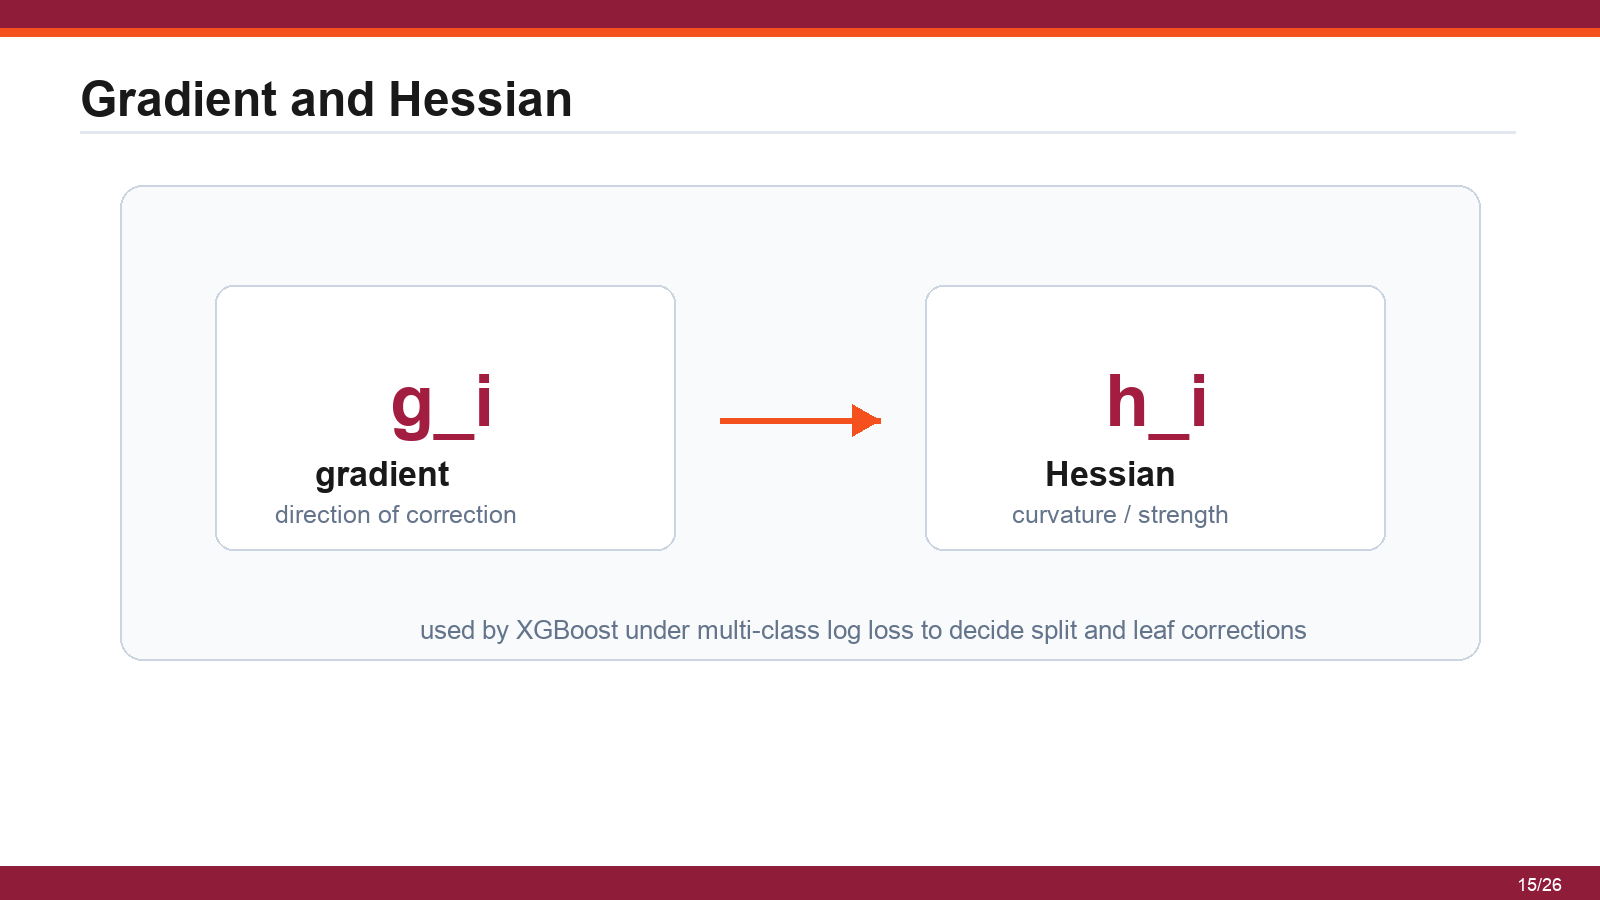 Gradient and Hessian
g_i
gradient
direction of correction
h_i
Hessian
curvature / strength
used by XGBoost under multi-class log loss to decide split and leaf corrections
15/26